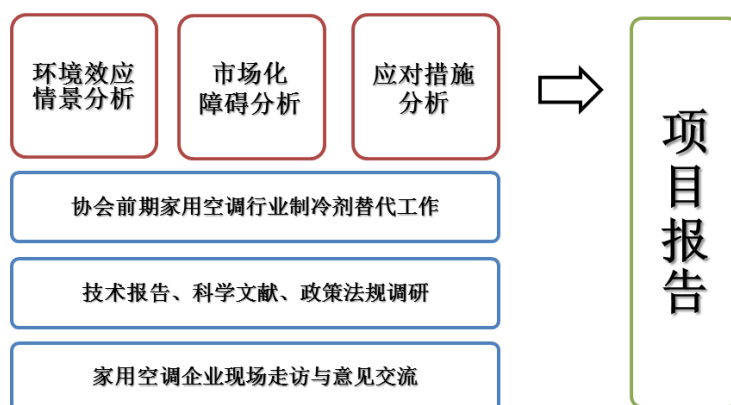 环境效应
情景分析
市场化
障碍分析
应对措施
分析
协会前期家用空调行业制冷剂替代工作
技术报告、科学文献、政策法规调研
家用空调企业现场走访与意见交流
项目报告